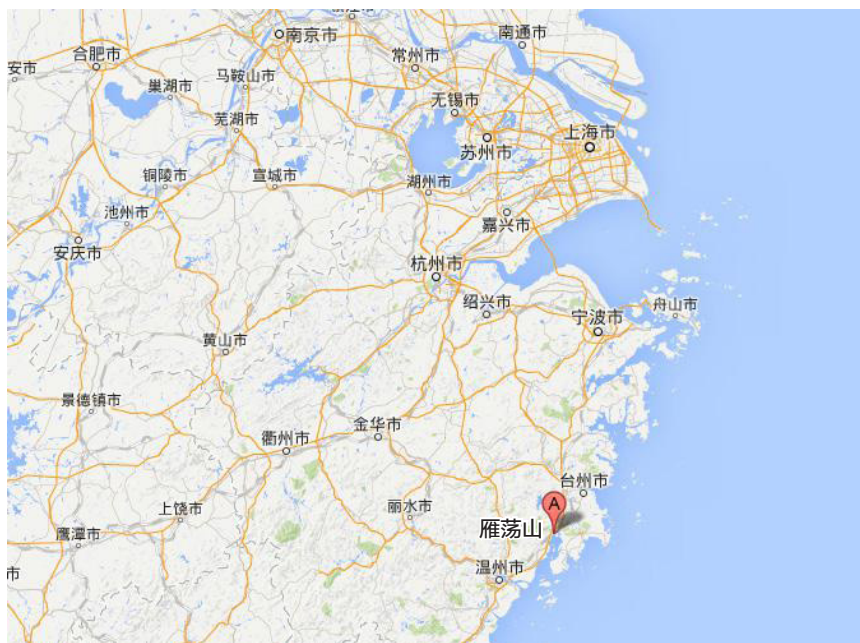 南京市
南通市
合肥市
常州市
安市
马鞍山市
巢湖市
无锡市
芜湖市
上海市
苏州市
铜陵市
宣城市
湖州市
池州市
嘉兴市
安庆市
杭州市
绍兴市
舟山市
宁波市
黄山市
景德镇市
金华市
衢州市
台州市
A
上饶市
丽水市
雁荡山
鹰潭市
温州市
市